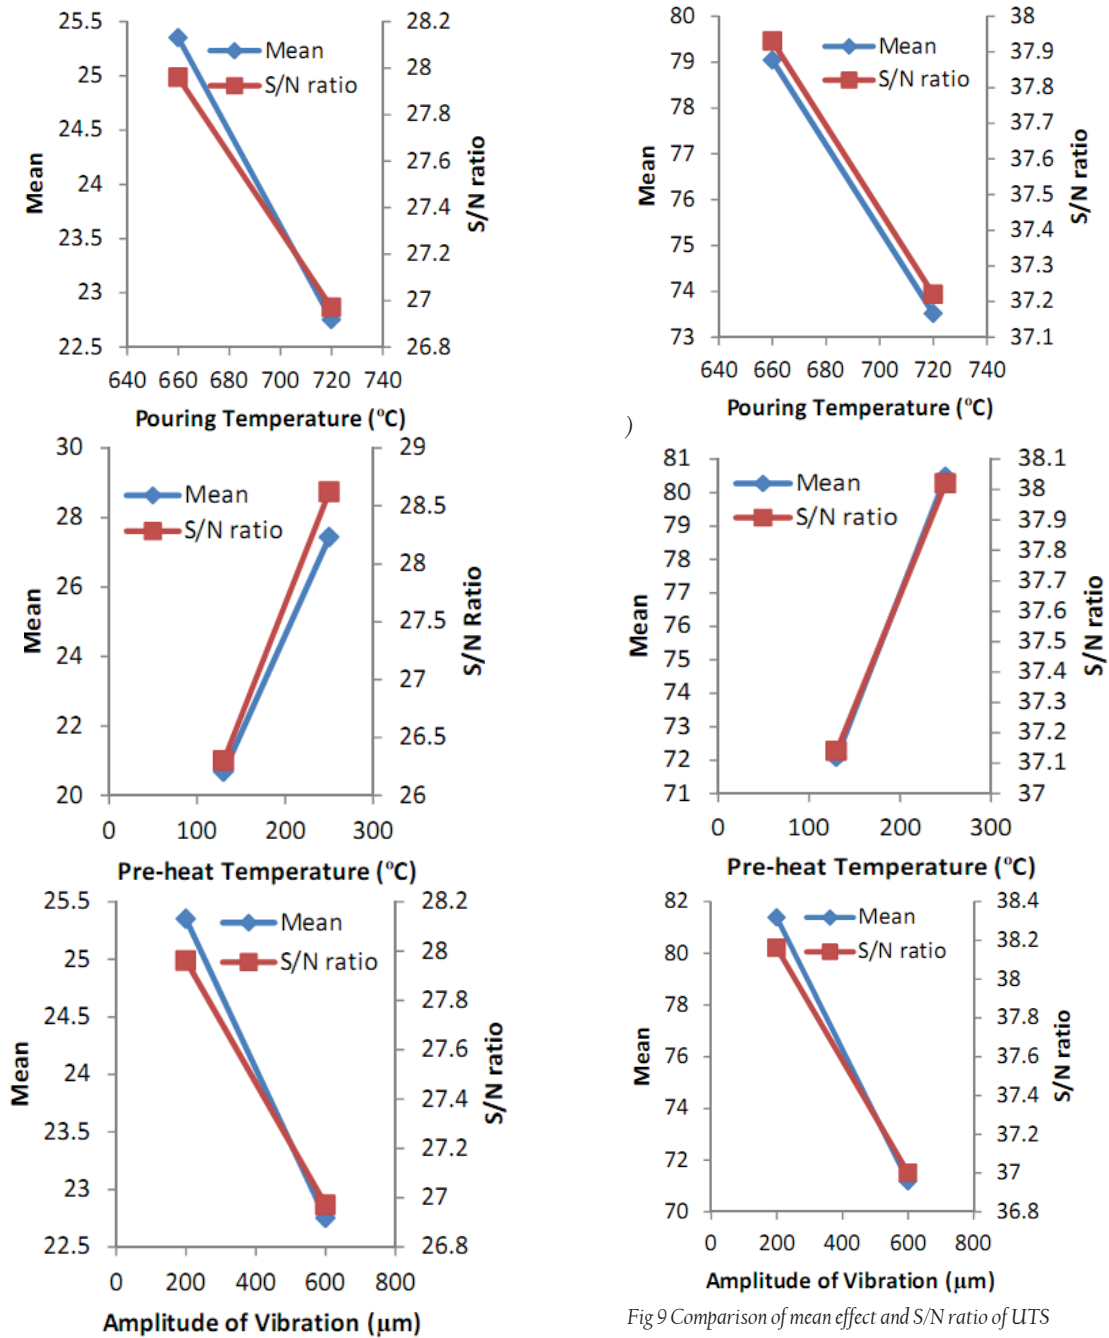 25.5
25
24.5
24
23.5
23
22.5
Mean
28.2
28
27.8
27.6
27.4
27.2
27
26.8
S/N ratio
Mean
S/N ratio
640 660 680 700 720 740
Pouring Temperature (°C)
80
79
78
77
76
75
74
73
Mean
38
37.9
37.8
37.7
37.6
37.5
37.4
37.3
37.2
37.1
S/N ratio
Mean
S/N ratio
640 660 680 700 720 740
Pouring Temperature (°C)
)
30
28
26
24
22
20
Mean
29
28.5
28
27.5
27
26.5
26
S/N Ratio
Mean
S/N ratio
0 100 200 300
Pre-heat Temperature (°C)
81
80
79
78
77
76
75
74
73
72
71
Mean
38.1
38
37.9
37.8
37.7
37.6
37.5
37.4
37.3
37.2
37.1
37
S/N ratio
Mean
S/N ratio
0 100 200 300
Pre-heat Temperature (°C)
25.5
25
24.5
24
23.5
23
22.5
Mean
28.2
28
27.8
27.6
27.4
27.2
27
26.8
S/N ratio
Mean
S/N ratio
0 200 400 600 800
Amplitude of Vibration (μm)
82
80
78
76
74
72
70
Mean
38.4
38.2
38
37.8
37.6
37.4
37.2
37
36.8
S/N ratio
Mean
S/N ratio
0 200 400 600 800
Amplitude of Vibration (μm)
Fig 9 Comparison of mean effect and S/N ratio of UTS